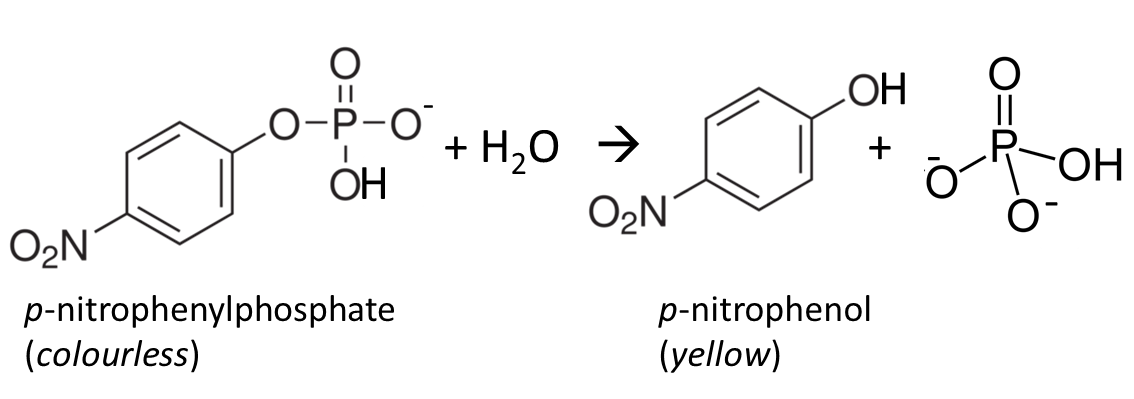 O
O–P–O⁻ + H₂O → OH + O
OH
O₂N
P
⁻O OH
O₂N
O⁻
p-nitrophenylphosphate p-nitrophenol
(colourless) (yellow)